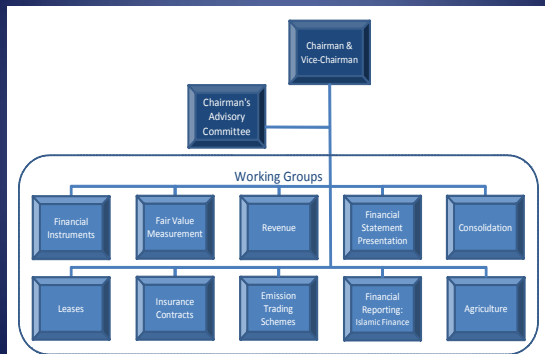 Chairman &
Vice-Chairman
Chairman's
Advisory
Committee
Working Groups
Financial
Instruments
Fair Value
Measurement
Revenue
Financial
Statement
Presentation
Consolidation
Leases
Insurance
Contracts
Emission
Trading
Schemes
Financial
Reporting:
Islamic Finance
Agriculture